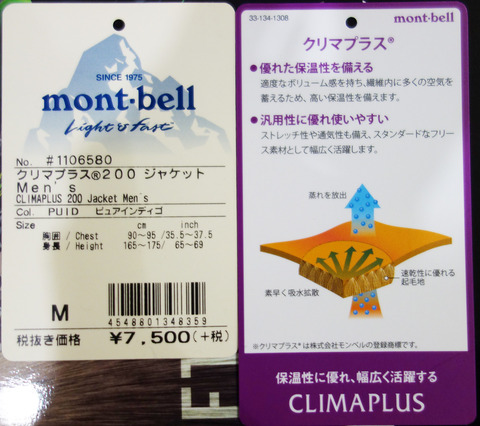 SINCE 1975
mont-bell
Light & Fast
No. #1106580
クリマプラス®200 ジャケット
Men's
CLIMAPLUS 200 Jacket Men's
Col. PUID ピュアインディゴ
Size cm inch
胸囲 / Chest 90~95 /35.5~37.5
身長 / Height 165~175/ 65~69
M
4548801348359
税抜き価格 ¥7,500(+税)
33-134-1308
mont-bell
クリマプラス®
●優れた保温性を備える
適度なボリューム感を持ち、繊維内に多くの空気を
蓄えるため、高い保温性を備えます。
●汎用性に優れ使いやすい
ストレッチ性や通気性も備え、スタンダードなフリー
ス素材として幅広く活躍します。
蒸れを放出
速乾性に優れる
起毛地
素早く吸水拡散
※クリマプラス®は株式会社モンベルの登録商標です。
保温性に優れ、幅広く活躍する
CLIMAPLUS